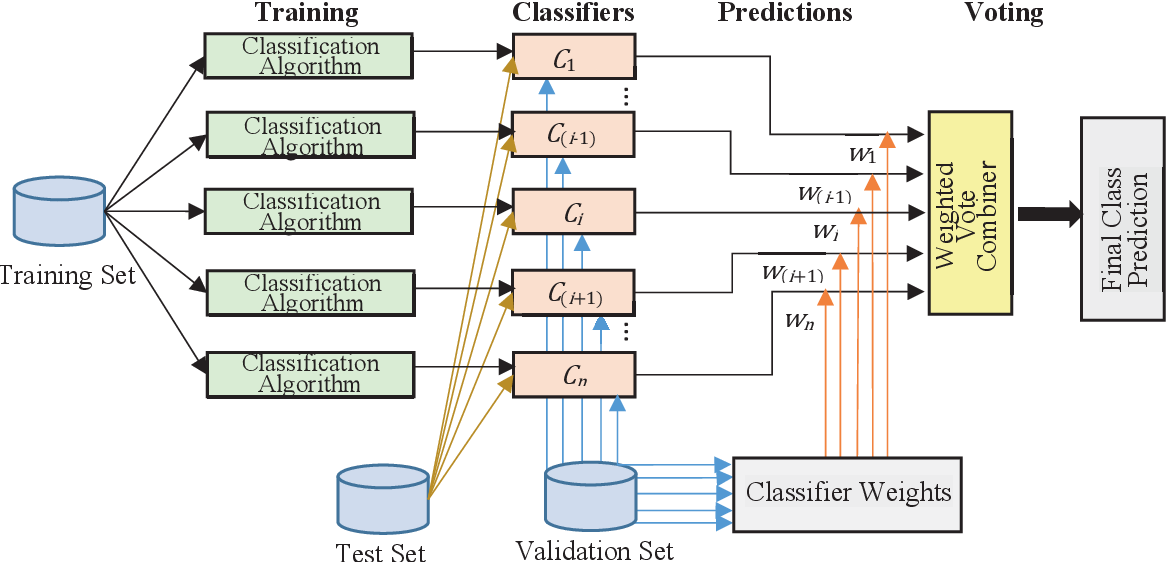 Training Classifiers Predictions Voting
Classification
Algorithm
C1
⋮
Classification
Algorithm
C(i-1)
w1
Training Set
Classification
Algorithm
Ci
w(i-1)
wi
Weighted
Vote
Combiner
Final Class
Prediction
Classification
Algorithm
C(i+1)
w(i+1)
⋮
wn
Classification
Algorithm
Cn
Test Set
Validation Set
Classifier Weights